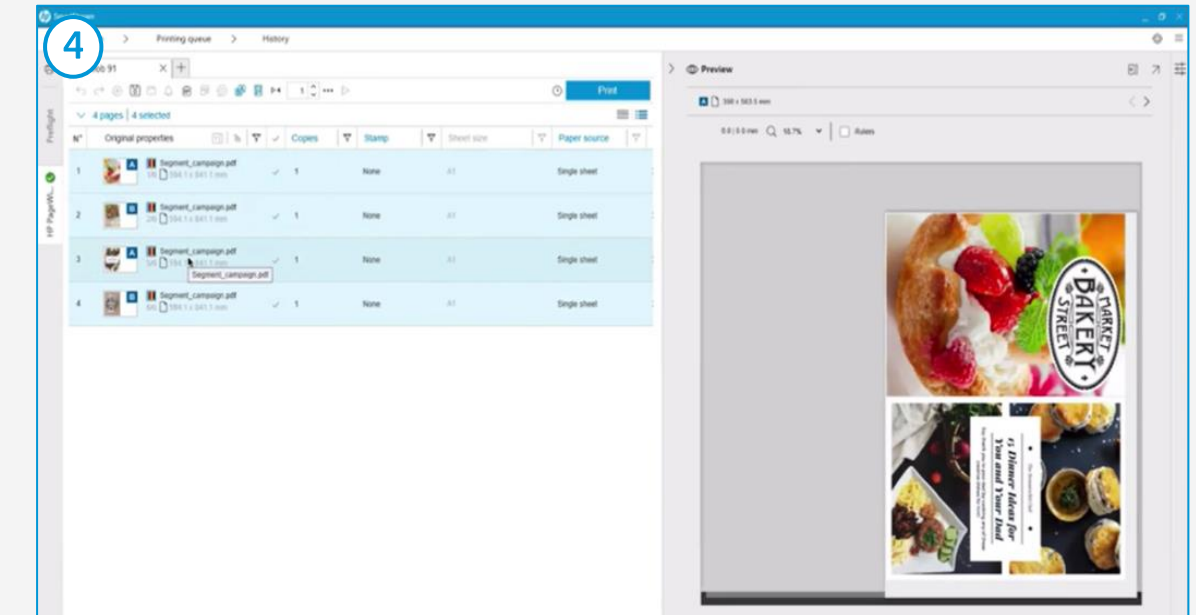 4
> Printing queue > History
91 × +
1 ... Print
Preview
4 pages | 4 selected
N° Original properties Copies Stamp Sheet size Paper source
1 Segment_campaign.pdf 1 None A1 Single sheet
594.1 x 841.1 mm
2 Segment_campaign.pdf 1 None A1 Single sheet
594.1 x 841.1 mm
3 Segment_campaign.pdf 1 None A1 Single sheet
Segment_campaign.pdf
4 Segment_campaign.pdf 1 None A1 Single sheet
594.1 x 841.1 mm
Preflight
HP PageWi...
A
B
A
B
A
Rulers
MARKET
BAKERY
STREET
15 Dinner Ideas for
You and Your Dad